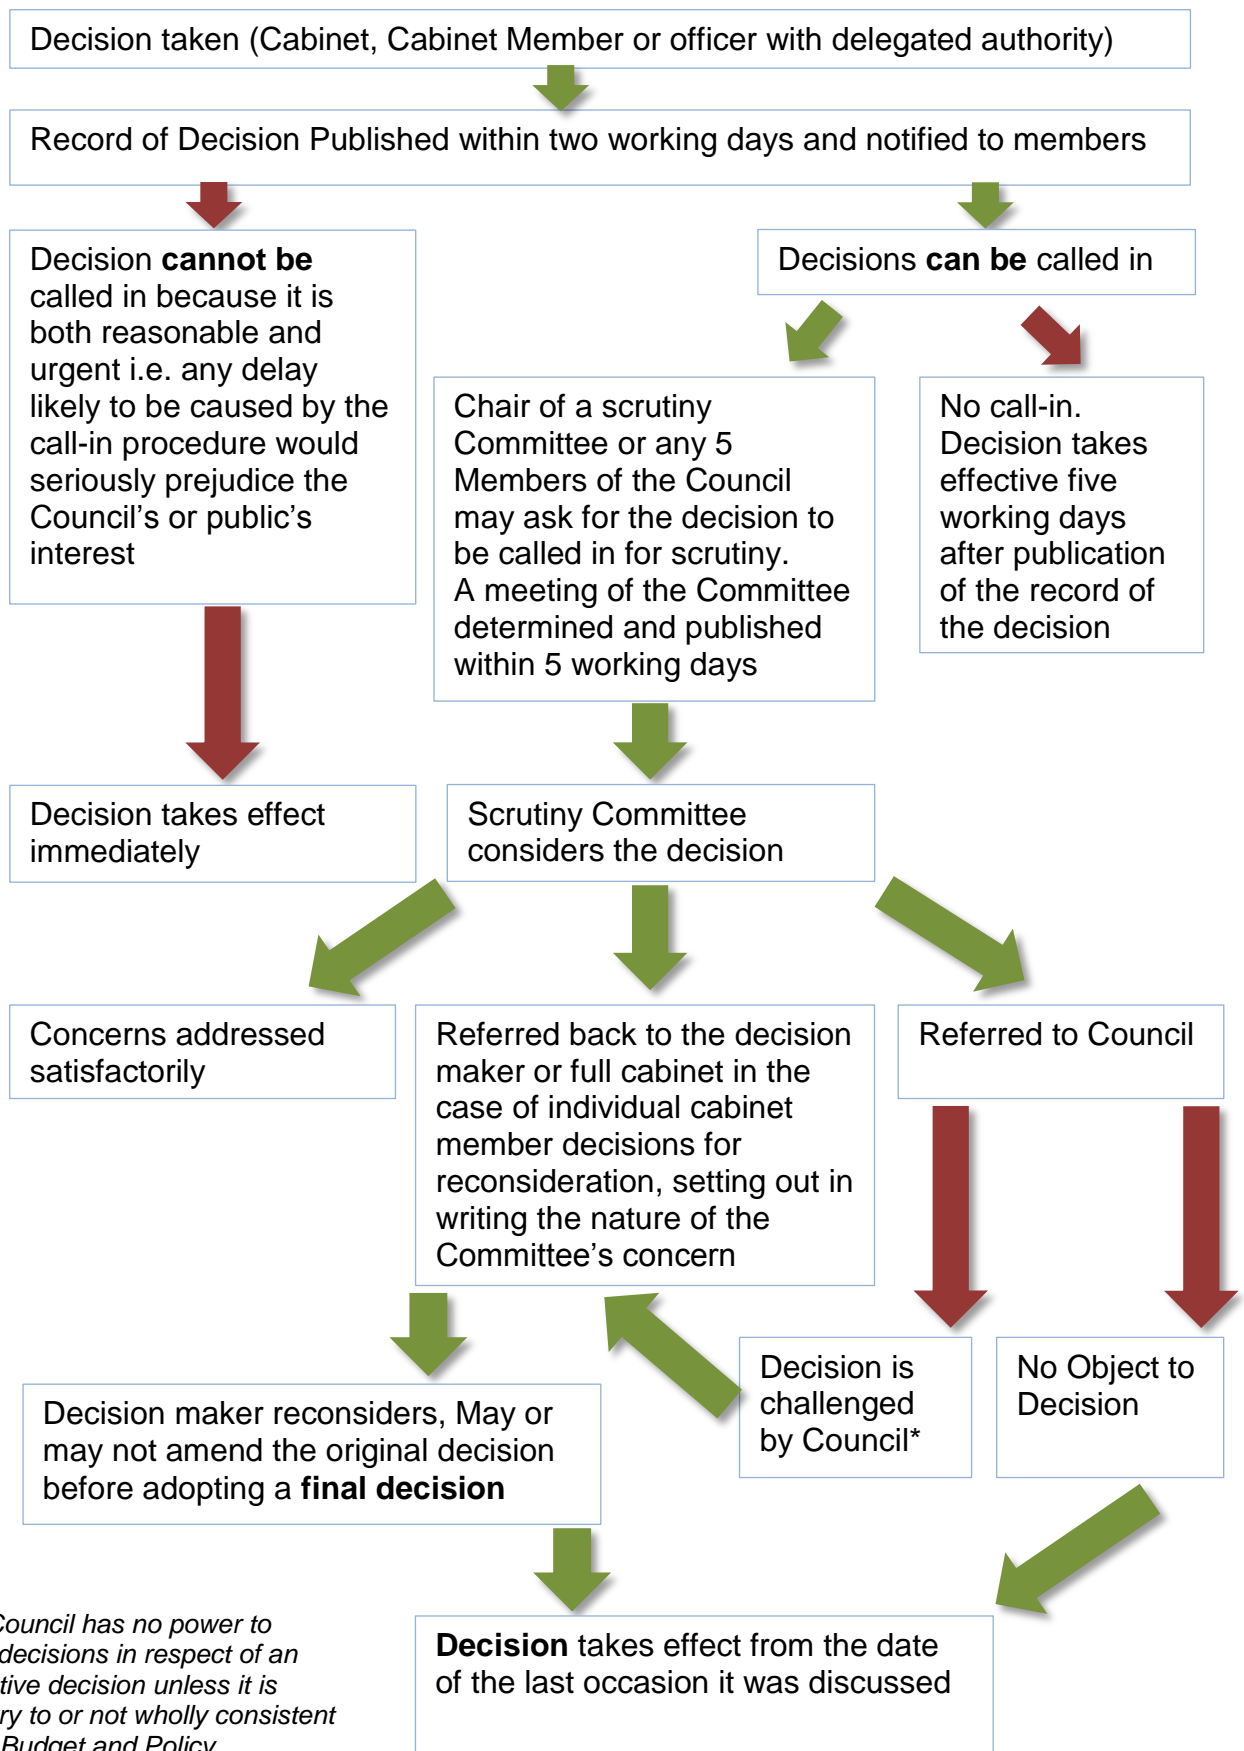 Decision taken (Cabinet, Cabinet Member or officer with delegated authority)
Record of Decision Published within two working days and notified to members
Decision cannot be
called in because it is
both reasonable and
urgent i.e. any delay
likely to be caused by the
call-in procedure would
seriously prejudice the
Council’s or public’s
interest
Decisions can be called in
Chair of a scrutiny
Committee or any 5
Members of the Council
may ask for the decision to
be called in for scrutiny.
A meeting of the Committee
determined and published
within 5 working days
No call-in.
Decision takes
effective five
working days
after publication
of the record of
the decision
Decision takes effect
immediately
Scrutiny Committee
considers the decision
Concerns addressed
satisfactorily
Referred back to the decision
maker or full cabinet in the
case of individual cabinet
member decisions for
reconsideration, setting out in
writing the nature of the
Committee’s concern
Referred to Council
Decision is
challenged
by Council*
No Object to
Decision
Decision maker reconsiders, May or
may not amend the original decision
before adopting a final decision
Council has no power to
decisions in respect of an
decision unless it is
to or not wholly consistent
Budget and Policy
Decision takes effect from the date
of the last occasion it was discussed